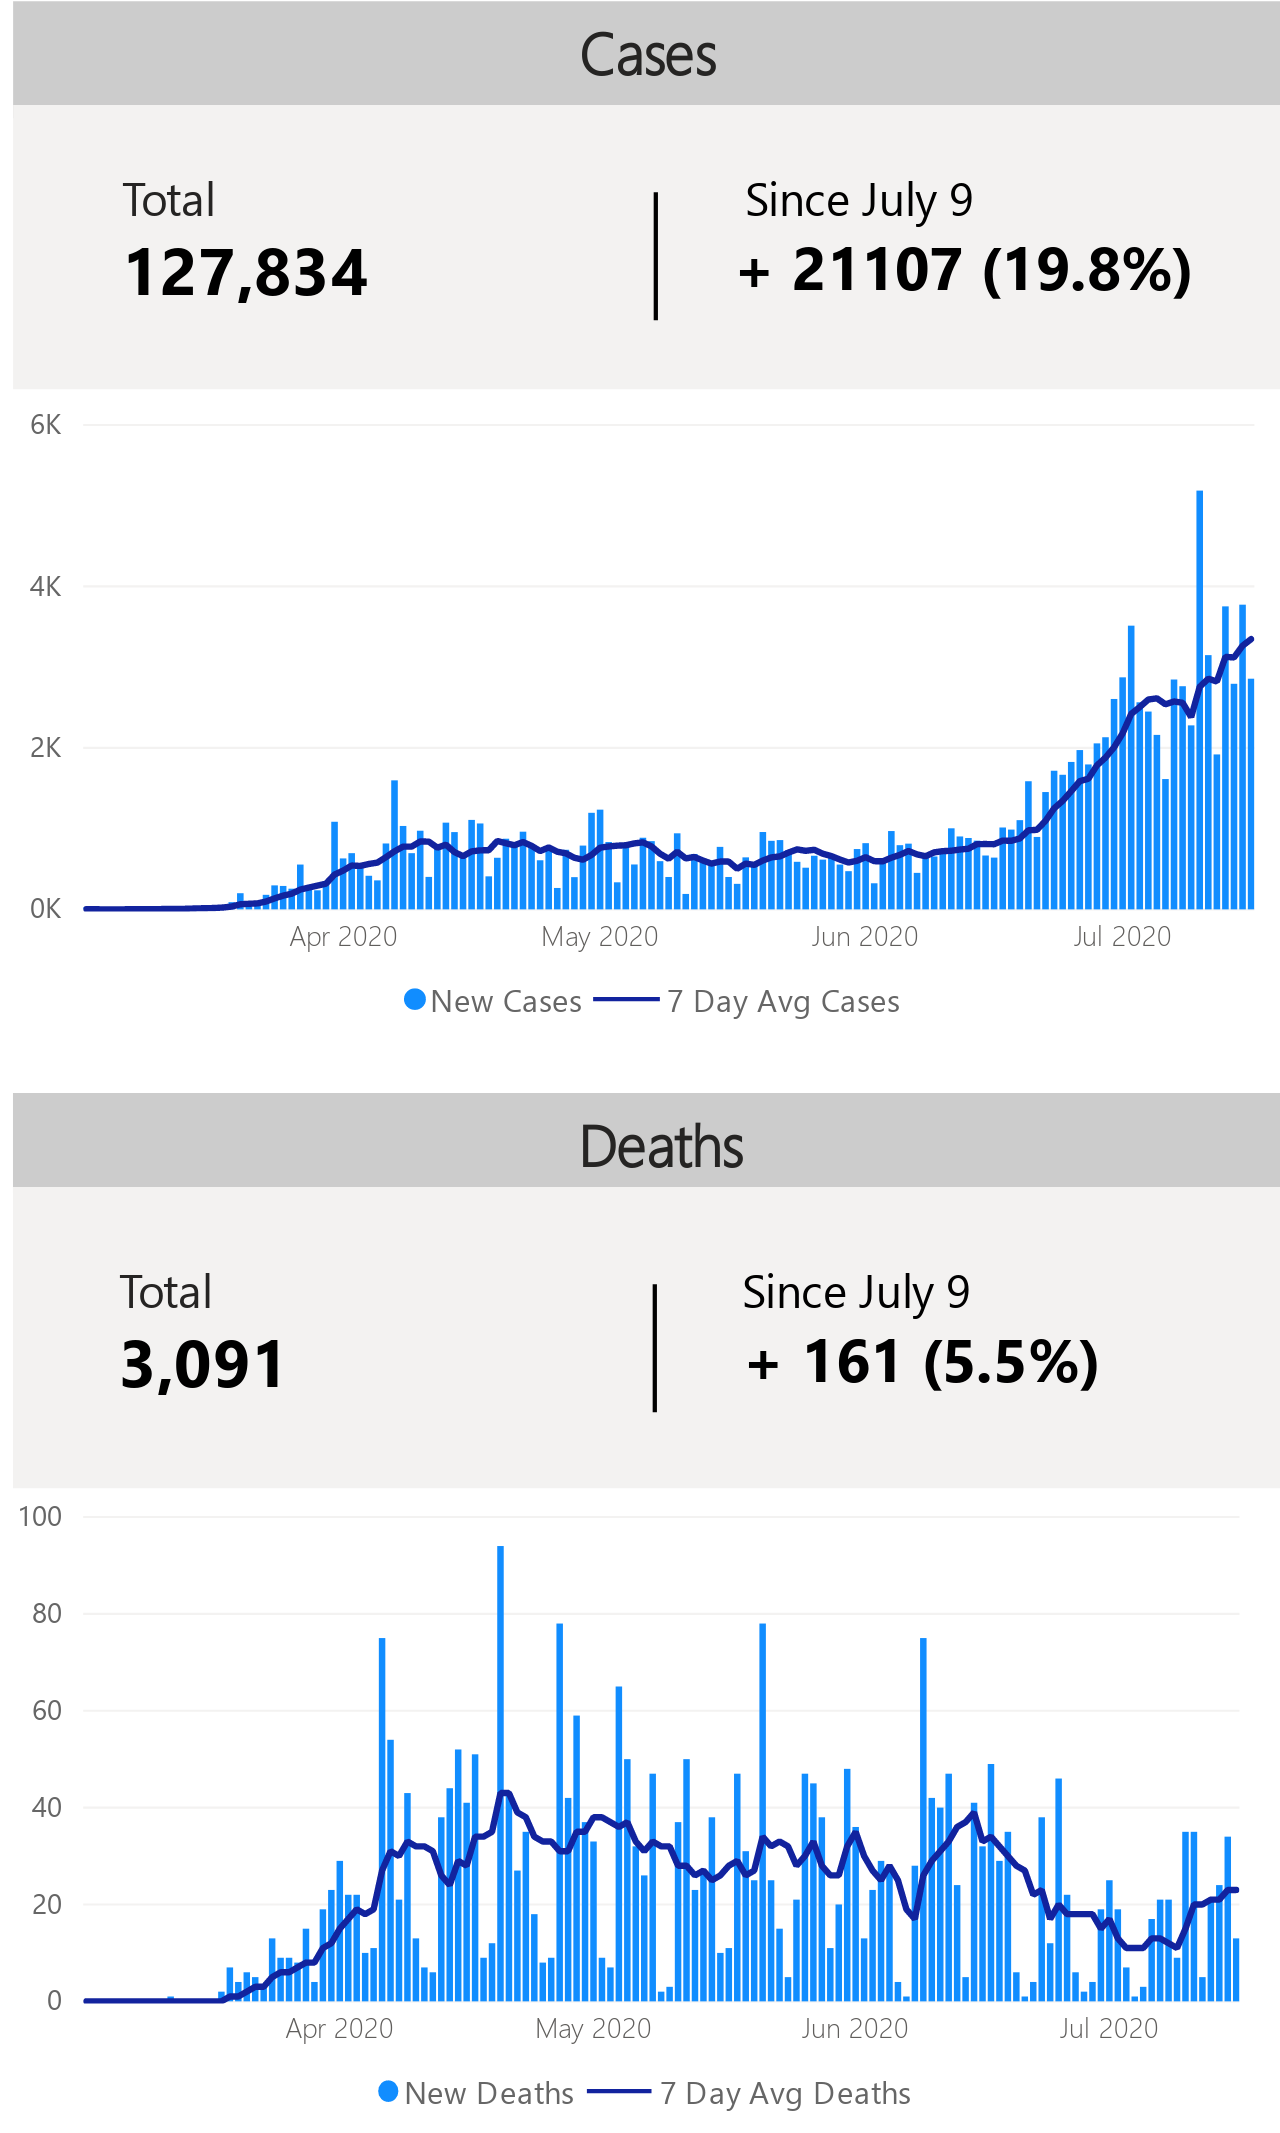 Cases
Total
Since July 9
127,834
+ 21107 (19.8%)
6K
4K
2K
0K
Apr 2020
May 2020
Jun 2020
Jul 2020
New Cases
7 Day Avg Cases
Deaths
Total
Since July 9
3,091
+ 161 (5.5%)
100
80
60
40
20
0
Apr 2020
May 2020
Jun 2020
Jul 2020
New Deaths
7 Day Avg Deaths